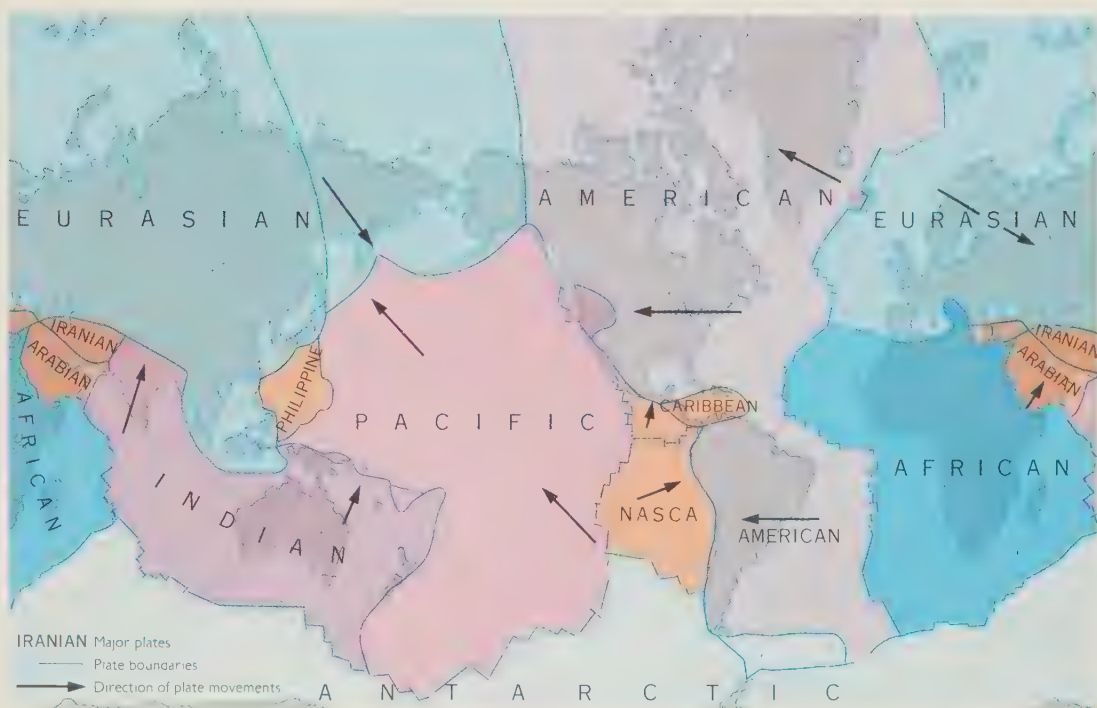 AMERICAN
EURASIAN
EURASIAN
IRANIAN
ARABIAN
AFRICAN
PHILIPPINE
PACIFIC
CARIBBEAN
IRANIAN
ARABIAN
INDIAN
NASCA
AMERICAN
AFRICAN
IRANIAN Major plates
Plate boundaries
Direction of plate movements
ANTARCTIC